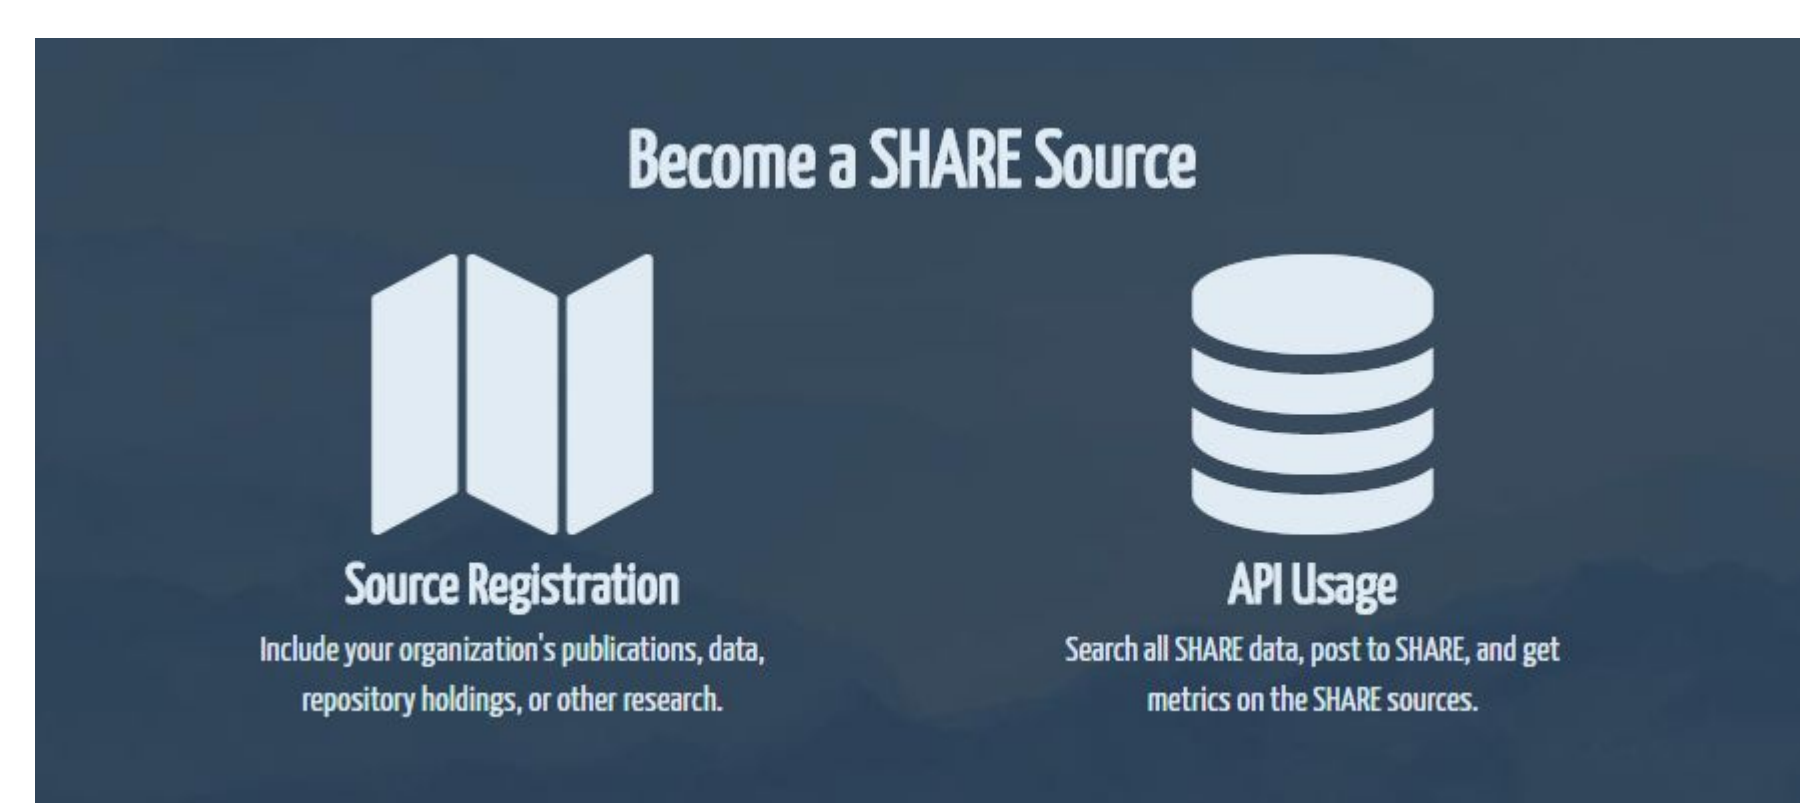 Become a SHARE Source
Source Registration
Include your organization's publications, data,
repository holdings, or other research.
API Usage
Search all SHARE data, post to SHARE, and get
metrics on the SHARE sources.